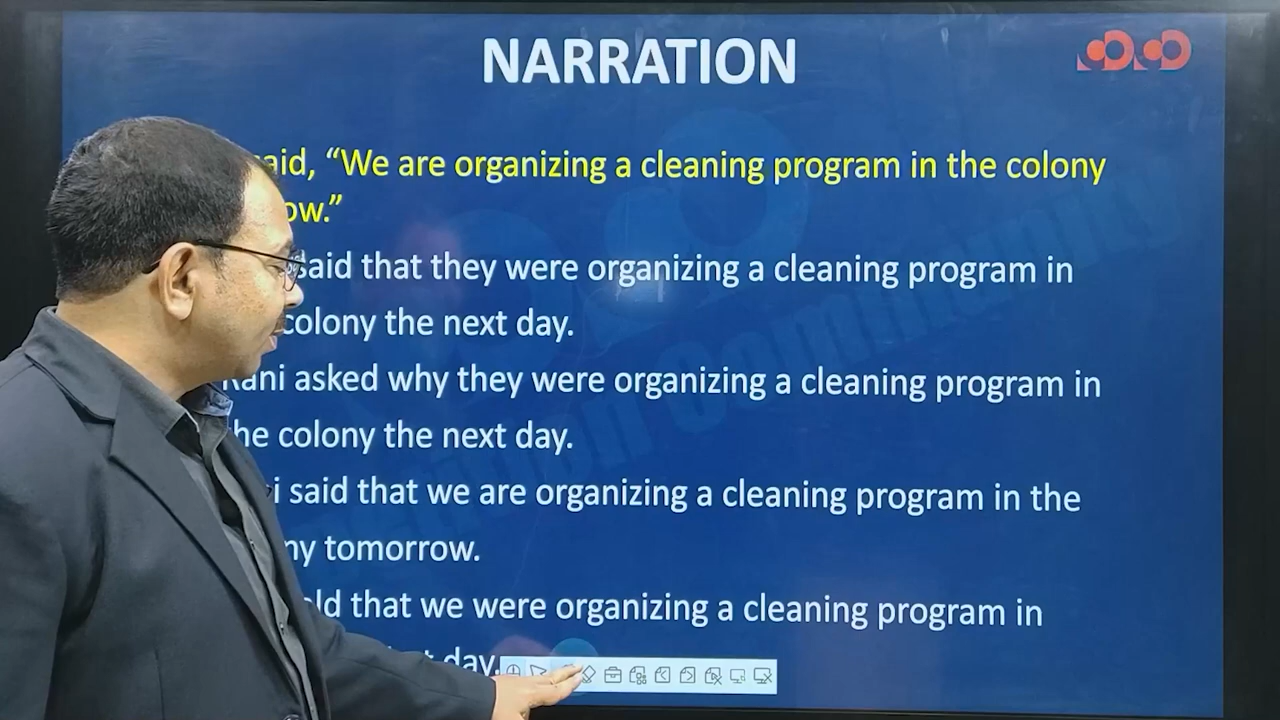 NARRATION
said, “We are organizing a cleaning program in the colony
ow.”
said that they were organizing a cleaning program in
colony the next day.
Rani asked why they were organizing a cleaning program in
the colony the next day.
i said that we are organizing a cleaning program in the
ny tomorrow.
old that we were organizing a cleaning program in
day.